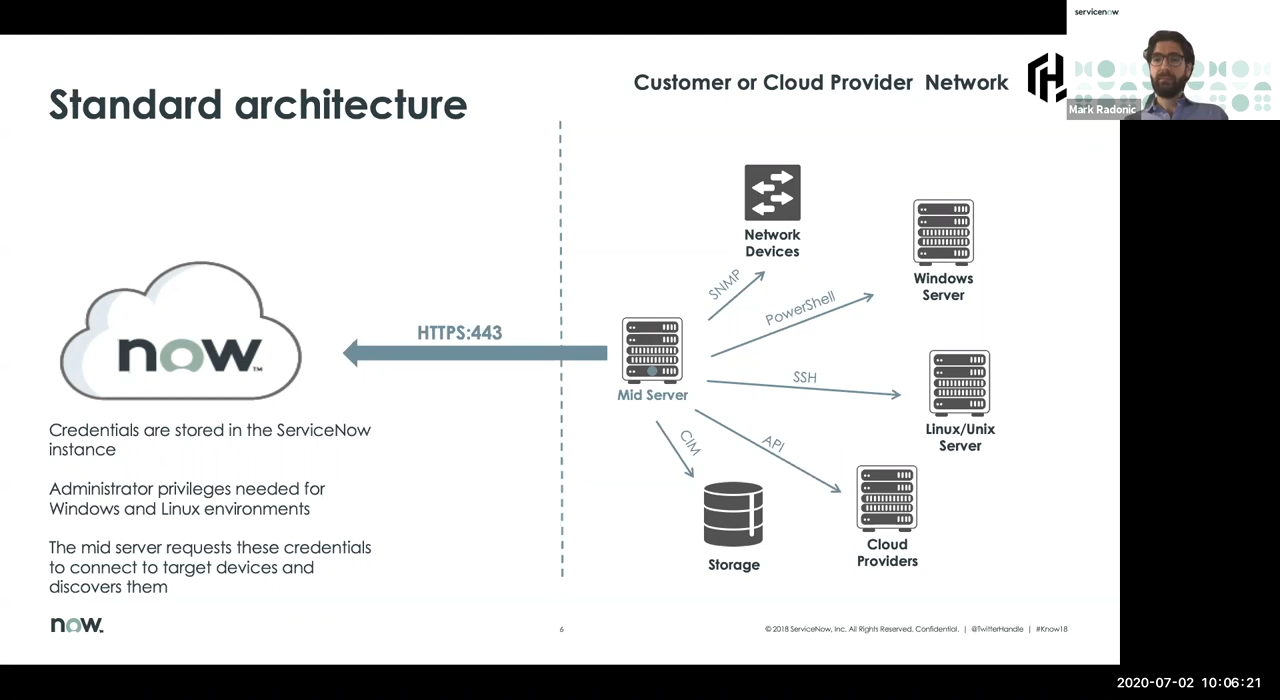 servicenow
Mark Radonic
Standard architecture
Customer or Cloud Provider Network
now™
HTTPS:443
Mid Server
SNMP
PowerShell
SSH
API
CIM
Network
Devices
Windows
Server
Linux/Unix
Server
Cloud
Providers
Storage
Credentials are stored in the ServiceNow
instance
Administrator privileges needed for
Windows and Linux environments
The mid server requests these credentials
to connect to target devices and
discovers them
now.
6
© 2018 ServiceNow, Inc. All Rights Reserved. Confidential. | @TwitterHandle | #Know18
2020-07-02 10:06:21